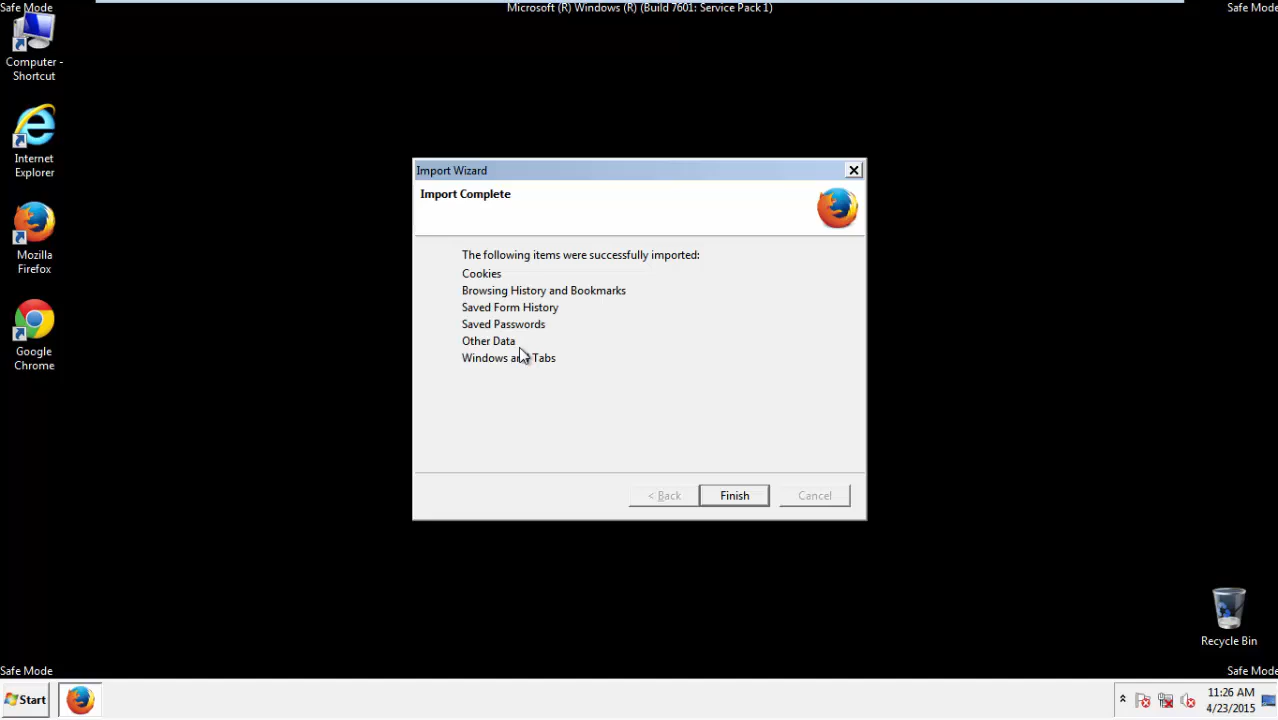 Safe Mode
Microsoft (R) Windows (R) (Build 7601: Service Pack 1)
Safe Mode
Computer -
Shortcut
Internet
Explorer
Mozilla
Firefox
Google
Chrome
Import Wizard
Import Complete
The following items were successfully imported:
Cookies
Browsing History and Bookmarks
Saved Form History
Saved Passwords
Other Data
Windows and Tabs
< Back
Finish
Cancel
Recycle Bin
Safe Mode
Safe Mode
Start
11:26 AM
4/23/2015